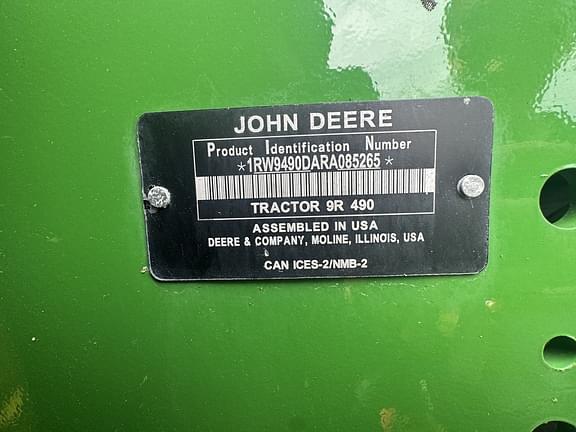 JOHN DEERE
Product Identification Number
*1RW9490DARA085265*
TRACTOR 9R 490
ASSEMBLED IN USA
DEERE & COMPANY, MOLINE, ILLINOIS, USA
CAN ICES-2/NMB-2